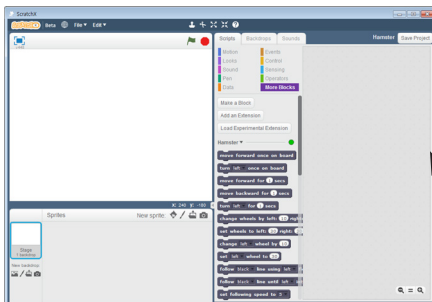 ScratchX
SCRATCHX Beta File▼ Edit▼
Scripts Backdrops Sounds Hamster Save Project
Motion Events
Looks Control
Sound Sensing
Pen Operators
Data More Blocks
Make a Block
Add an Extension
Load Experimental Extension
Hamster▼
move forward once on board
turn left once on board
move forward for 1 secs
move backward for 1 secs
turn left for 1 secs
change wheels by left: 10
set wheels to left: 30 right:
change left wheel by 10
set left wheel to 30
follow black line using left
follow black line until left
set following speed to 5
X: 240 Y: -180
Sprites New sprite:
Stage
1 backdrop
New backdrop: